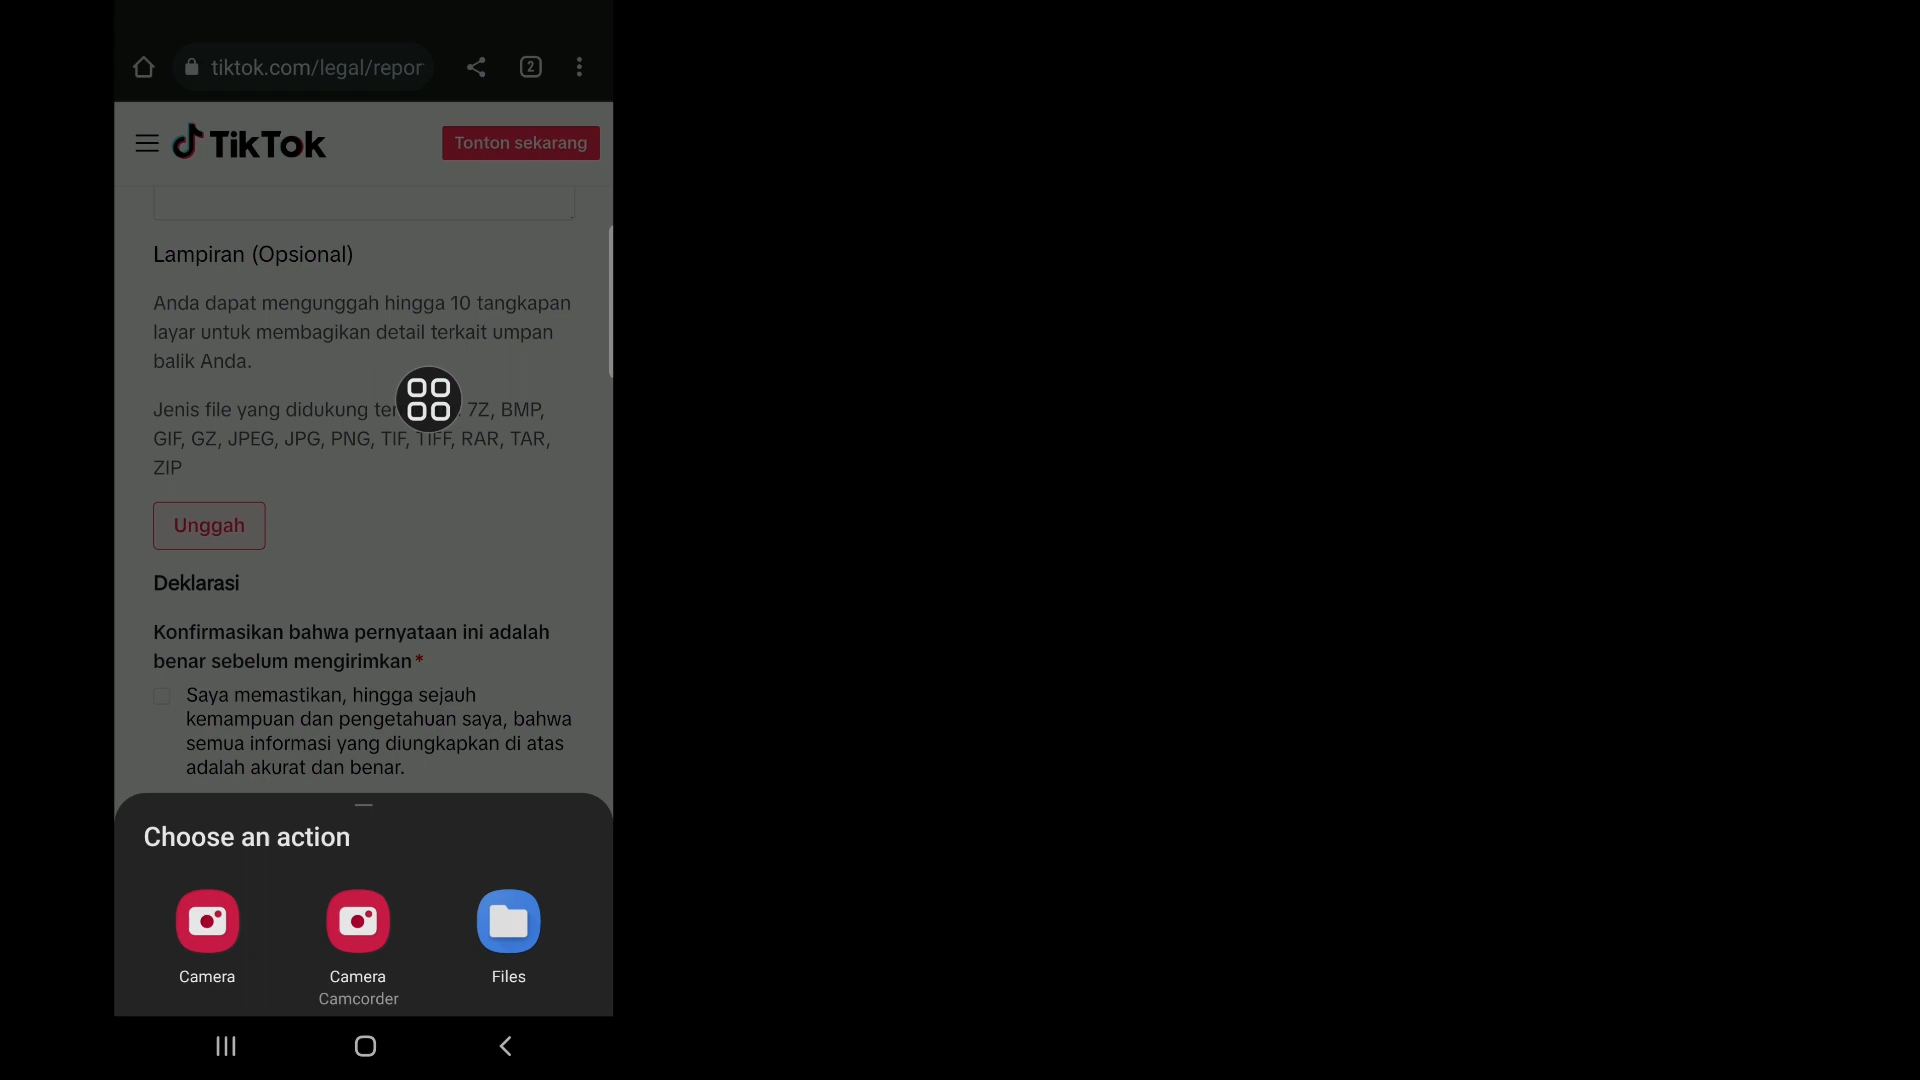 tiktok.com/legal/repor
2
TikTok
Tonton sekarang
Lampiran (Opsional)
Anda dapat mengunggah hingga 10 tangkapan
layar untuk membagikan detail terkait umpan
balik Anda.
Jenis file yang didukung 7Z, BMP,
GIF, GZ, JPEG, JPG, PNG, TIF, TIFF, RAR, TAR,
ZIP
Unggah
Deklarasi
Konfirmasikan bahwa pernyataan ini adalah
benar sebelum mengirimkan*
Saya memastikan, hingga sejauh
kemampuan dan pengetahuan saya, bahwa
semua informasi yang diungkapkan di atas
adalah akurat dan benar.
Choose an action
Camera
Camera
Files
Camcorder